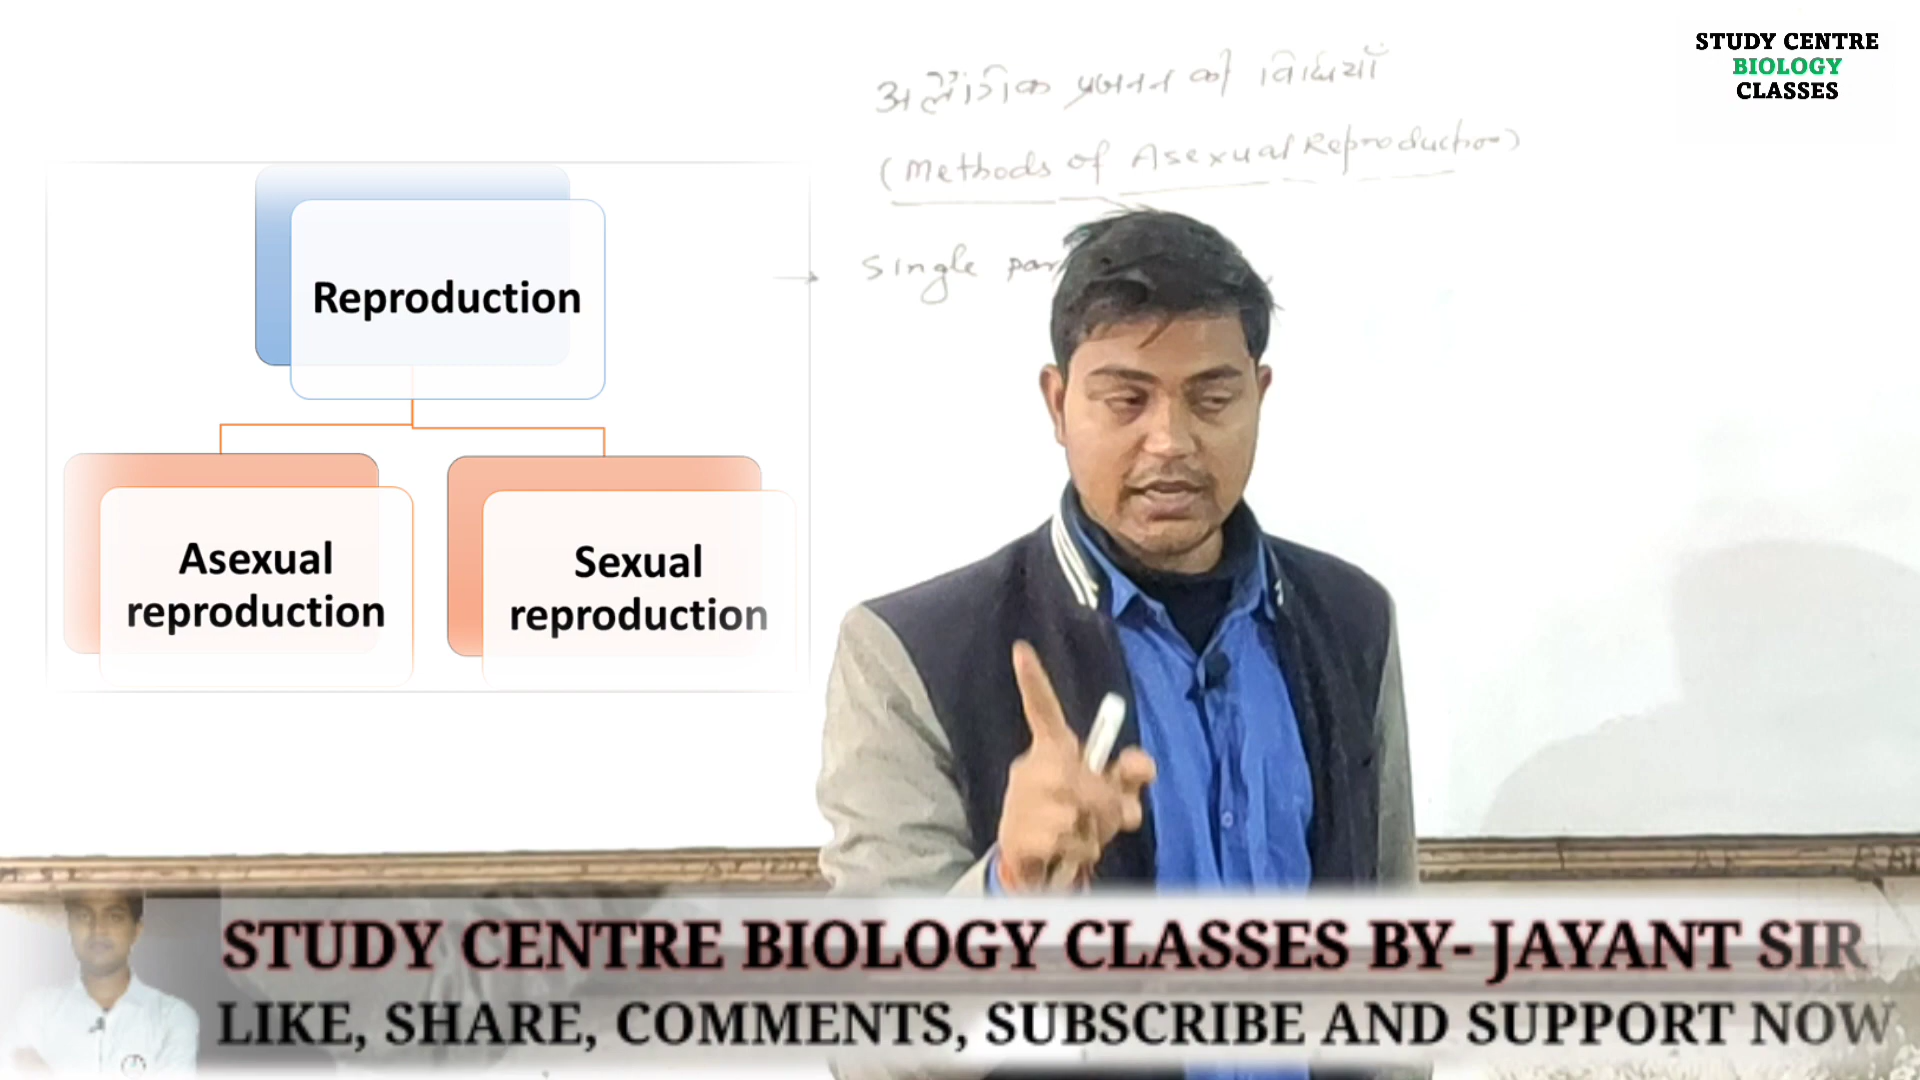 STUDY CENTRE
BIOLOGY
CLASSES
अलैंगिक प्रजनन की विधियाँ
(Methods of Asexual Reproduction)
→ Single
Reproduction
Asexual
reproduction
Sexual
reproduction
STUDY CENTRE BIOLOGY CLASSES BY- JAYANT SIR
LIKE, SHARE, COMMENTS, SUBSCRIBE AND SUPPORT NOW